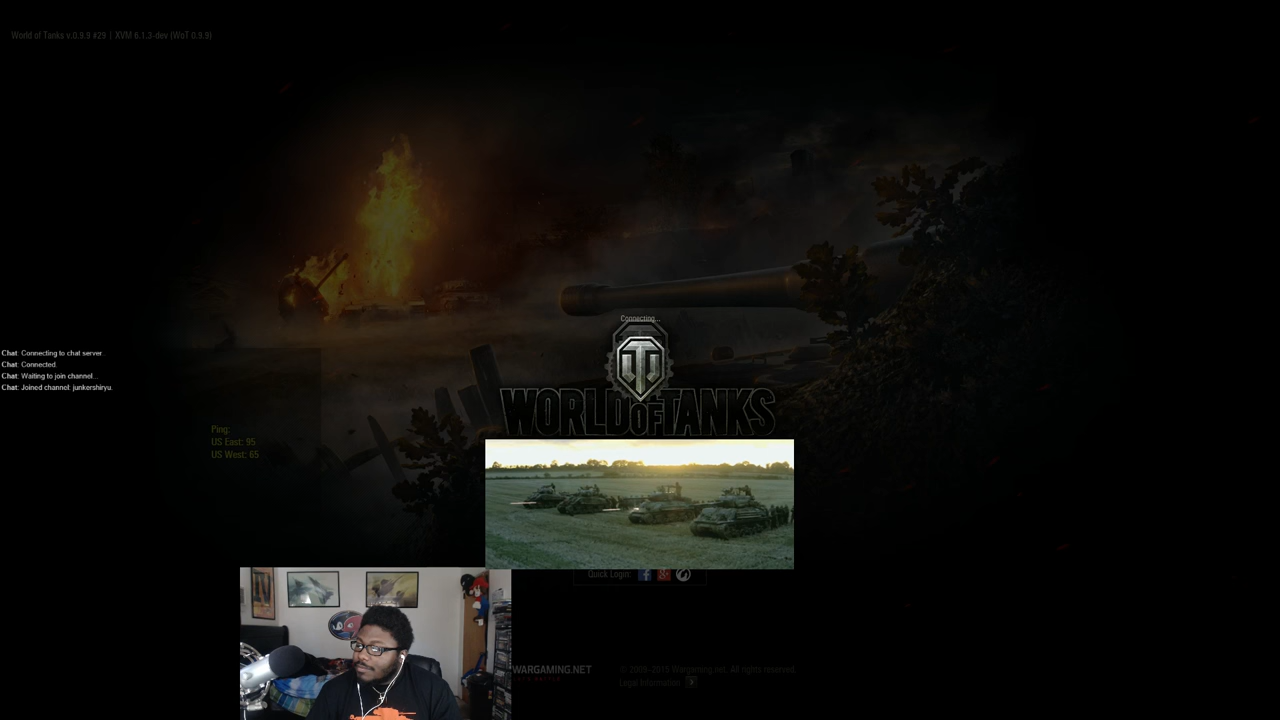 World of Tanks v.0.9.9 #29 | XVM 6.1.3-dev (WoT 0.9.9)
Connecting...
Chat: Connecting to chat server
Chat: Connected.
Chat: Waiting to join channel...
Chat: Joined channel: junkershiryu.
WORLD OF TANKS
Ping:
US East: 95
US West: 65
Quick Login:
WARGAMING.NET
© 2009–2015 Wargaming.net. All rights reserved.
Legal Information